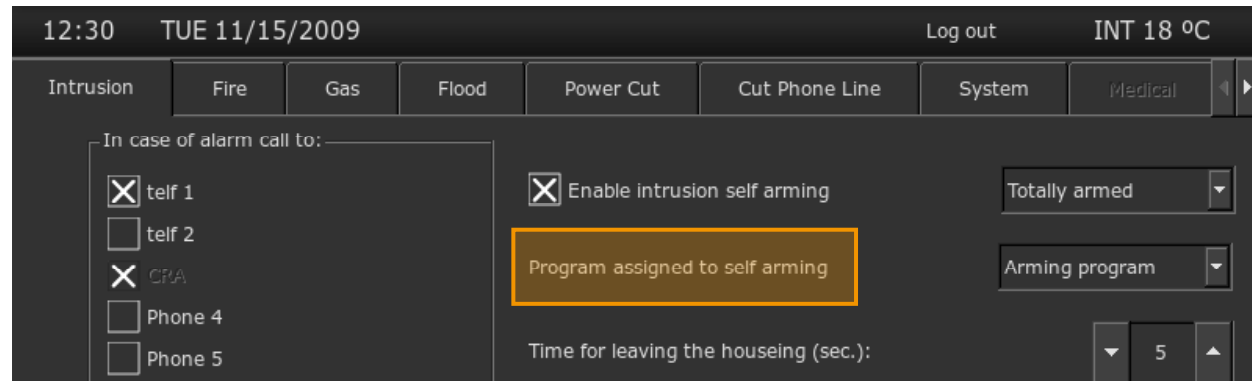 12:30 TUE 11/15/2009 Log out INT 18 ºC
Intrusion Fire Gas Flood Power Cut Cut Phone Line System Medical
In case of alarm call to:
telf 1
telf 2
CRA
Phone 4
Phone 5
Enable intrusion self arming Totally armed
Program assigned to self arming Arming program
Time for leaving the houseing (sec.): 5